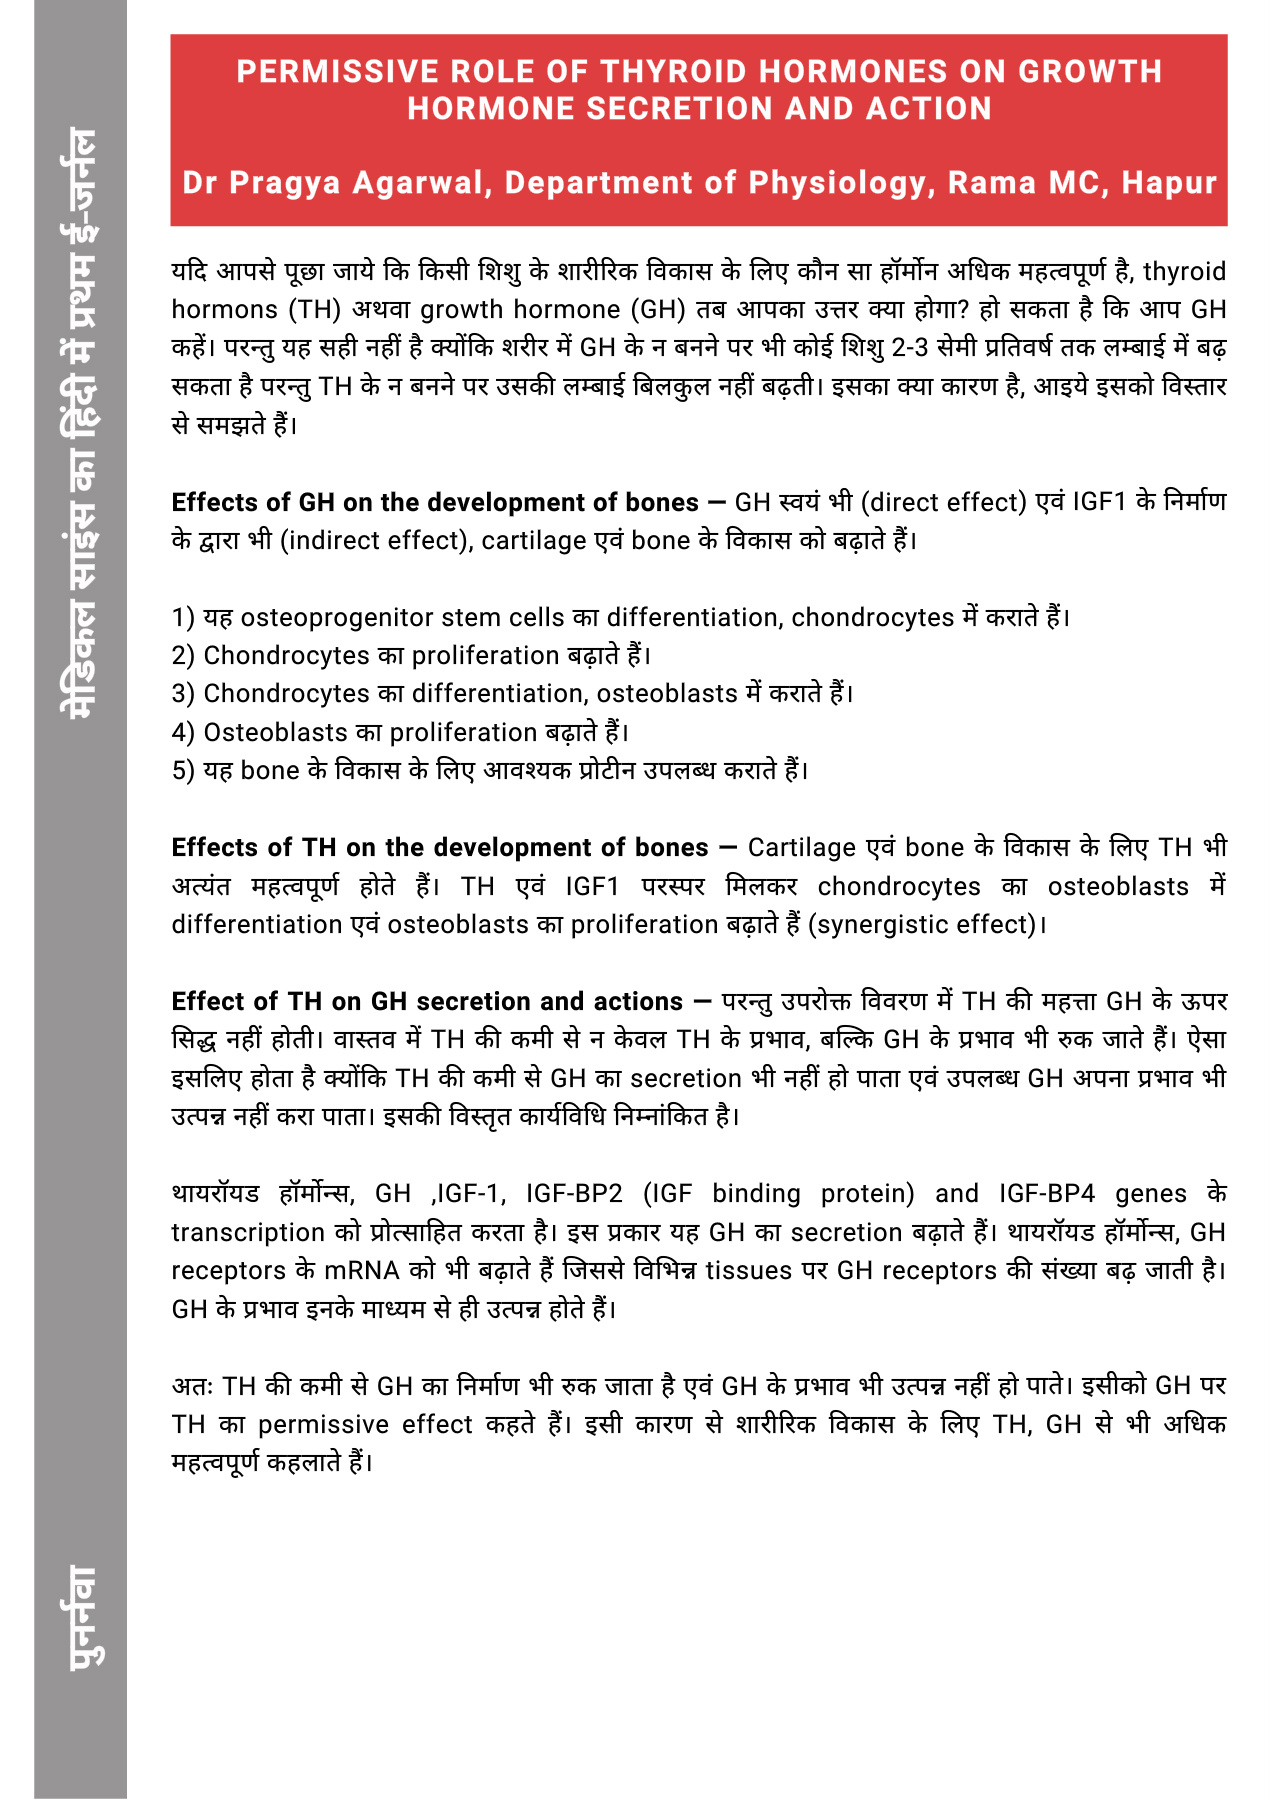 PERMISSIVE ROLE OF THYROID HORMONES ON GROWTH
HORMONE SECRETION AND ACTION
Dr Pragya Agarwal, Department of Physiology, Rama MC, Hapur
यदि आपसे पूछा जाये कि किसी शिशु के शारीरिक विकास के लिए कौन सा हॉर्मोन अधिक महत्वपूर्ण है, thyroid
hormons (TH) अथवा growth hormone (GH) तब आपका उत्तर क्या होगा? हो सकता है कि आप GH
कहें। परन्तु यह सही नहीं है क्योंकि शरीर में GH के न बनने पर भी कोई शिशु 2-3 सेमी प्रतिवर्ष तक लम्बाई में बढ़
सकता है परन्तु TH के न बनने पर उसकी लम्बाई बिलकुल नहीं बढ़ती। इसका क्या कारण है, आइये इसको विस्तार
से समझते हैं।
Effects of GH on the development of bones — GH स्वयं भी (direct effect) एवं IGF1 के निर्माण
के द्वारा भी (indirect effect), cartilage एवं bone के विकास को बढ़ाते हैं।
1) यह osteoprogenitor stem cells का differentiation, chondrocytes में कराते हैं।
2) Chondrocytes का proliferation बढ़ाते हैं।
3) Chondrocytes का differentiation, osteoblasts में कराते हैं।
4) Osteoblasts का proliferation बढ़ाते हैं।
5) यह bone के विकास के लिए आवश्यक प्रोटीन उपलब्ध कराते हैं।
Effects of TH on the development of bones — Cartilage एवं bone के विकास के लिए TH भी
अत्यंत महत्वपूर्ण होते हैं। TH एवं IGF1 परस्पर मिलकर chondrocytes का osteoblasts में
differentiation एवं osteoblasts का proliferation बढ़ाते हैं (synergistic effect)।
Effect of TH on GH secretion and actions — परन्तु उपरोक्त विवरण में TH की महत्ता GH के ऊपर
सिद्ध नहीं होती। वास्तव में TH की कमी से न केवल TH के प्रभाव, बल्कि GH के प्रभाव भी रुक जाते हैं। ऐसा
इसलिए होता है क्योंकि TH की कमी से GH का secretion भी नहीं हो पाता एवं उपलब्ध GH अपना प्रभाव भी
उत्पन्न नहीं करा पाता। इसकी विस्तृत कार्यविधि निम्नांकित है।
थायरॉयड हॉर्मोन्स, GH ,IGF-1, IGF-BP2 (IGF binding protein) and IGF-BP4 genes के
transcription को प्रोत्साहित करता है। इस प्रकार यह GH का secretion बढ़ाते हैं। थायरॉयड हॉर्मोन्स, GH
receptors के mRNA को भी बढ़ाते हैं जिससे विभिन्न tissues पर GH receptors की संख्या बढ़ जाती है।
GH के प्रभाव इनके माध्यम से ही उत्पन्न होते हैं।
अतः TH की कमी से GH का निर्माण भी रुक जाता है एवं GH के प्रभाव भी उत्पन्न नहीं हो पाते। इसीको GH पर
TH का permissive effect कहते हैं। इसी कारण से शारीरिक विकास के लिए TH, GH से भी अधिक
महत्वपूर्ण कहलाते हैं।
मेडिकल साइंस का हिंदी में प्रथम ई-जर्नल
पुनर्नवा